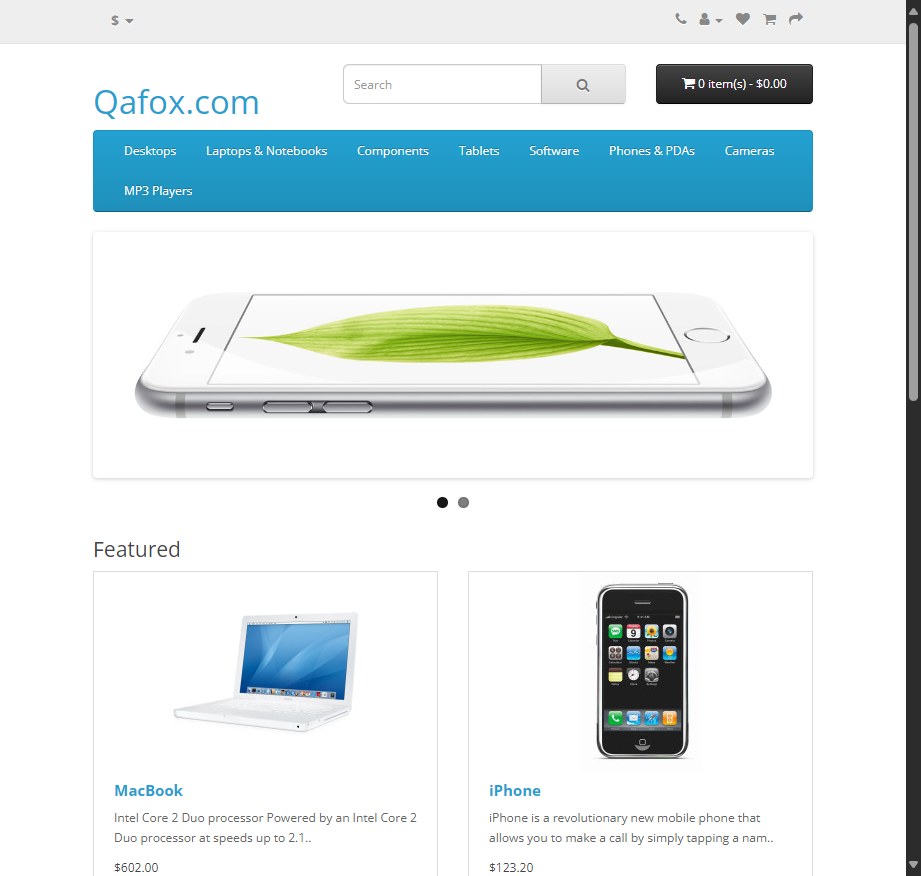 $
Qafox.com
Search
0 item(s) - $0.00
Desktops
Laptops & Notebooks
Components
Tablets
Software
Phones & PDAs
Cameras
MP3 Players
Featured
MacBook
Intel Core 2 Duo processor Powered by an Intel Core 2
Duo processor at speeds up to 2.1..
$602.00
iPhone
iPhone is a revolutionary new mobile phone that
allows you to make a call by simply tapping a nam..
$123.20